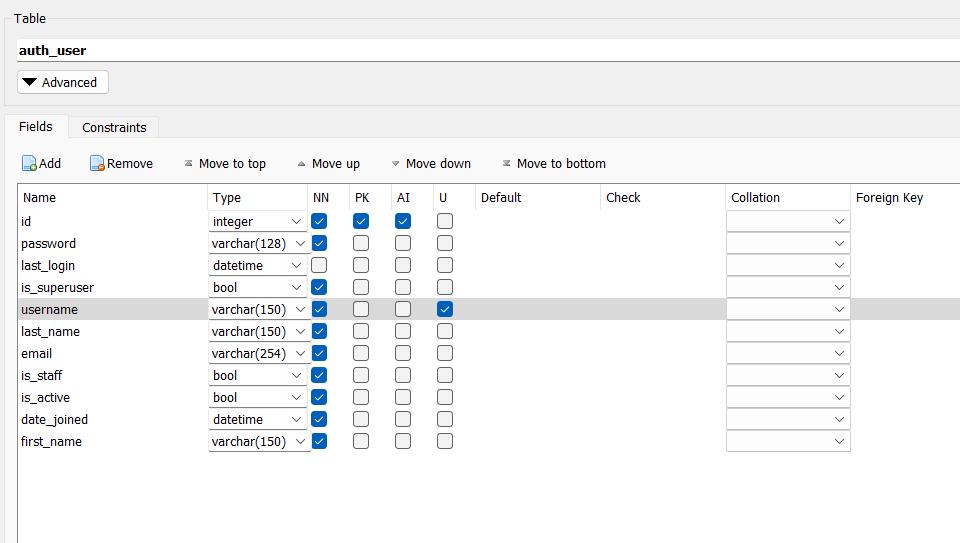 Table
auth_user
Advanced
Fields Constraints
Add Remove Move to top Move up Move down Move to bottom
Name Type NN PK AI U Default Check Collation Foreign Key
id integer
password varchar(128)
last_login datetime
is_superuser bool
username varchar(150)
last_name varchar(150)
email varchar(254)
is_staff bool
is_active bool
date_joined datetime
first_name varchar(150)